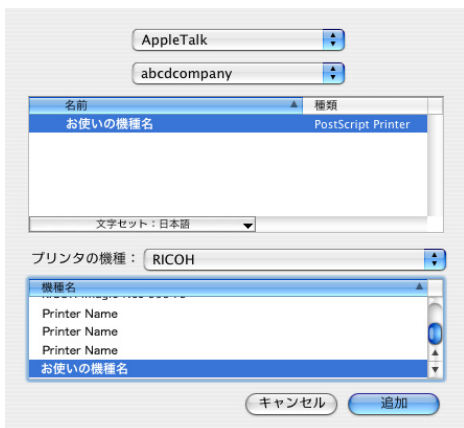 AppleTalk
abcdcompany
名前 種類
お使いの機種名 PostScript Printer
文字セット：日本語
プリンタの機種： RICOH
機種名
Printer Name
Printer Name
Printer Name
お使いの機種名
キャンセル 追加